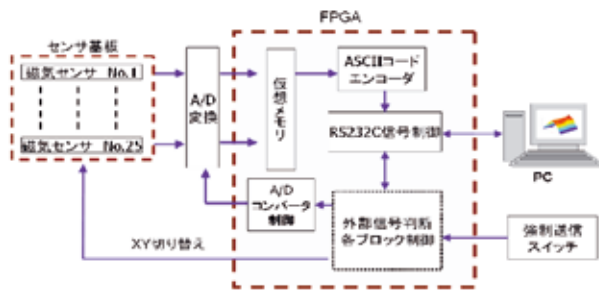 FPGA
センサ基板
磁気センサ No.1
磁気センサ No.25
A/D
変換
仮想メモリ
ASCIIコード
エンコーダ
RS232C信号制御
PC
A/D
コンバータ
制御
外部信号判断
各ブロック制御
強制送信
スイッチ
XY切り替え